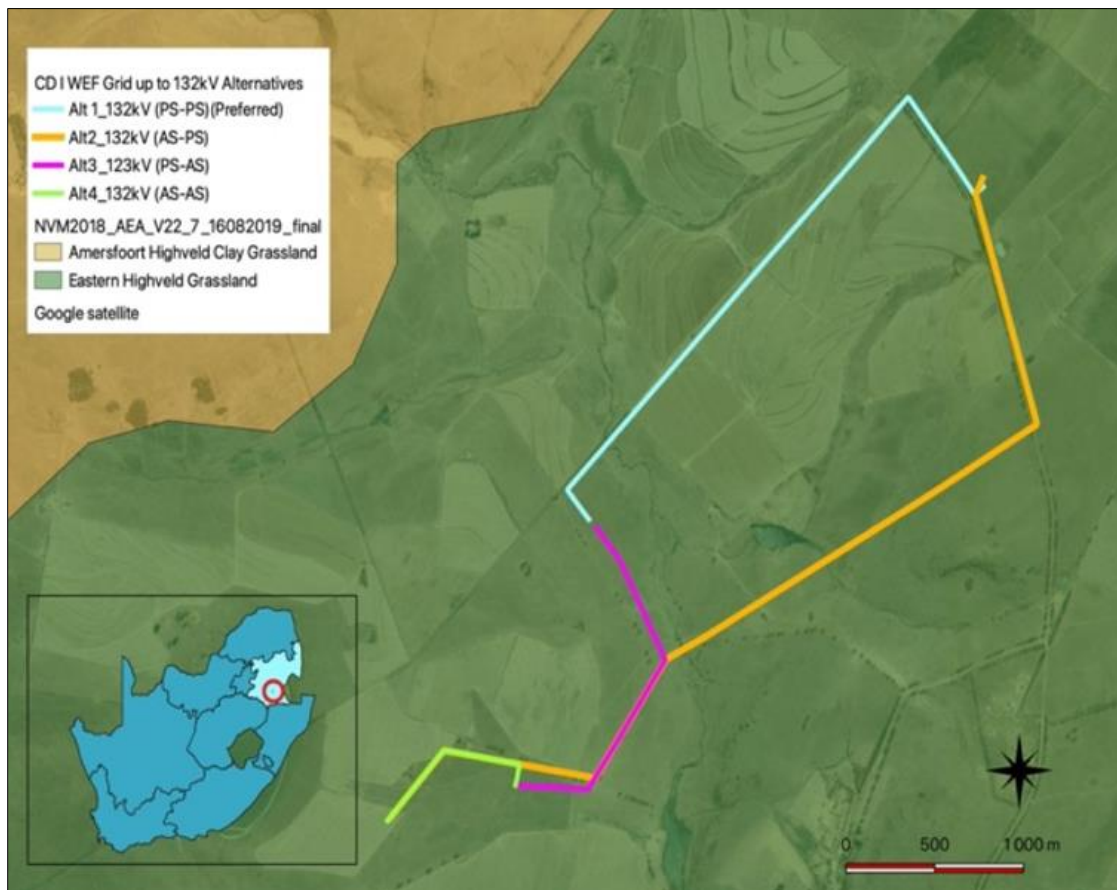 CD I WEF Grid up to 132kV Alternatives
Alt 1_132kV (PS-PS)(Preferred)
Alt2_132kV (AS-PS)
Alt3_123kV (PS-AS)
Alt4_132kV (AS-AS)
NVM2018_AEA_V22_7_16082019_final
Amersfoort Highveld Clay Grassland
Eastern Highveld Grassland
Google satellite
0 500 1000 m